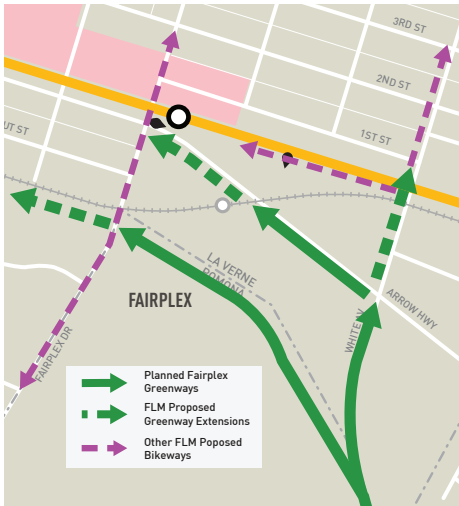 3RD ST
2ND ST
1ST ST
UT ST
LA VERNE
POMONA
FAIRPLEX
ARROW HWY
WHITE
FAIRPLEX DR
Planned Fairplex
Greenways
FLM Proposed
Greenway Extensions
Other FLM Poposed
Bikeways